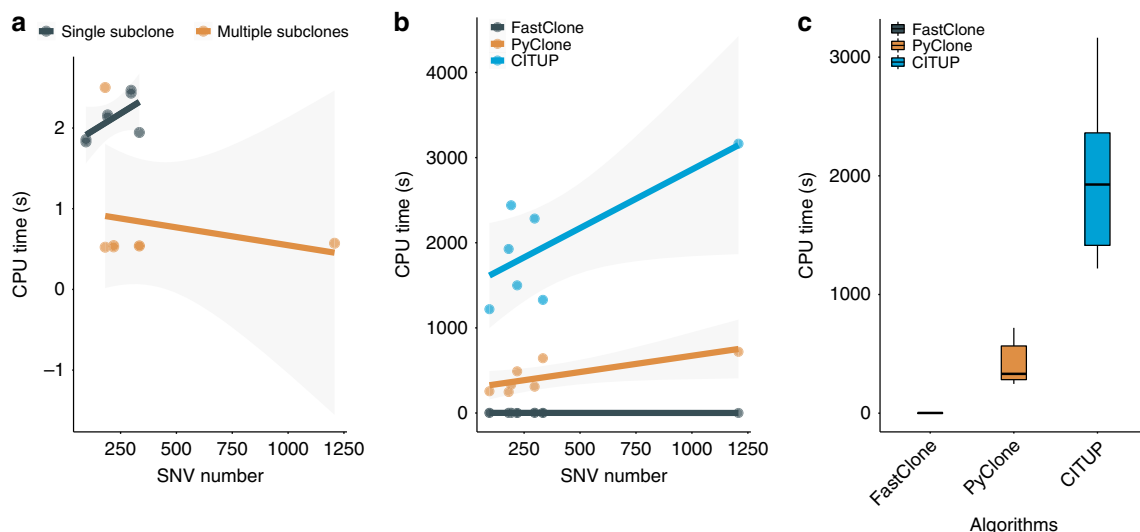 a
Single subclone
Multiple subclones
CPU time (s)
2
1
0
−1
250
500
750
1000
1250
SNV number
b
FastClone
PyClone
CITUP
CPU time (s)
4000
3000
2000
1000
0
250
500
750
1000
1250
SNV number
c
FastClone
PyClone
CITUP
CPU time (s)
3000
2000
1000
0
FastClone
PyClone
CITUP
Algorithms